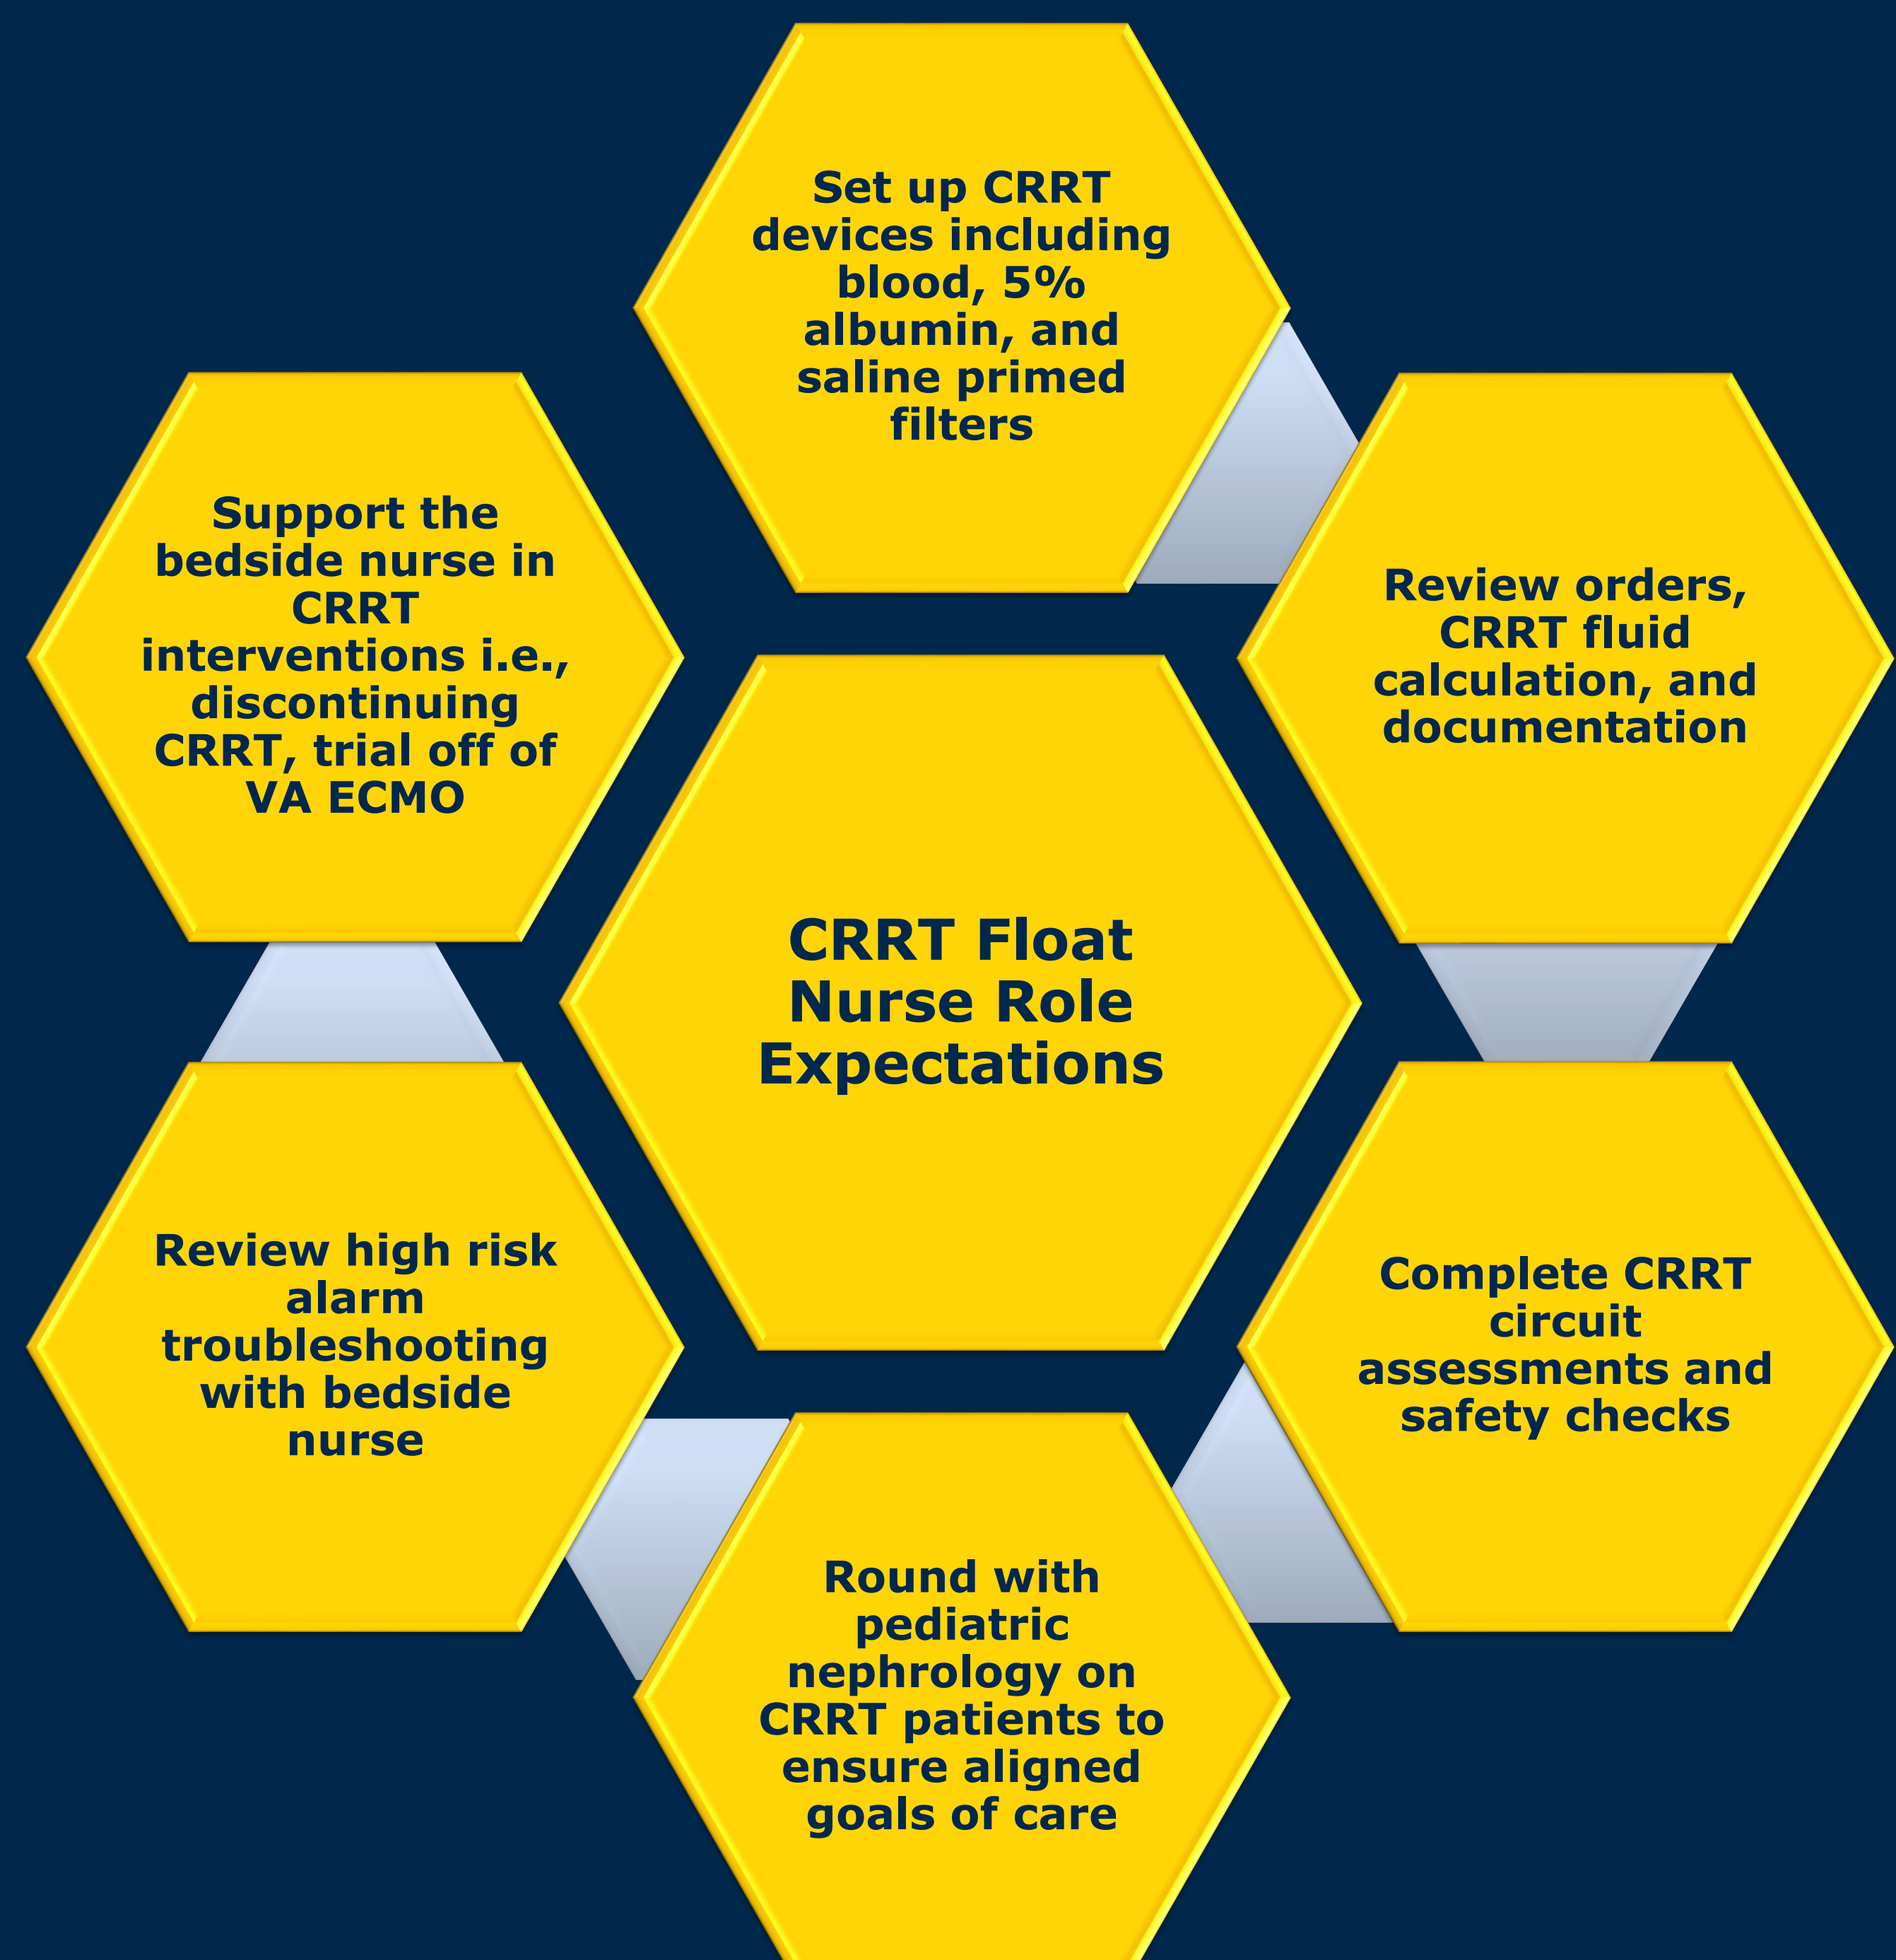 Set up CRRT
devices including
blood, 5%
albumin, and
saline primed
filters
Support the
bedside nurse in
CRRT
interventions i.e.,
discontinuing
CRRT, trial off of
VA ECMO
Review orders,
CRRT fluid
calculation, and
documentation
CRRT Float
Nurse Role
Expectations
Review high risk
alarm
troubleshooting
with bedside
nurse
Complete CRRT
circuit
assessments and
safety checks
Round with
pediatric
nephrology on
CRRT patients to
ensure aligned
goals of care